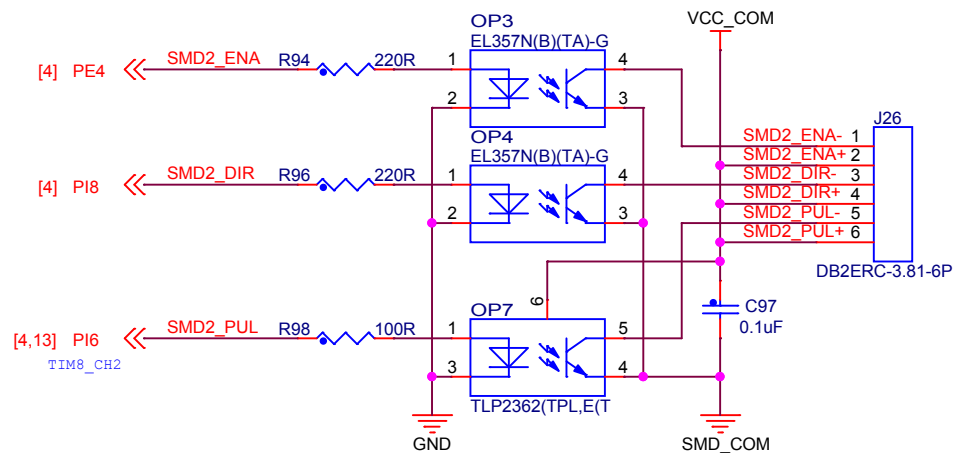 OP3
EL357N(B)(TA)-G
VCC_COM
[4] PE4 SMD2_ENA R94 220R 1 4
2 3
J26
OP4
EL357N(B)(TA)-G
SMD2_ENA- 1
SMD2_ENA+ 2
SMD2_DIR- 3
SMD2_DIR+ 4
SMD2_PUL- 5
SMD2_PUL+ 6
DB2ERC-3.81-6P
[4] PI8 SMD2_DIR R96 220R 1 4
2 3
6
C97
0.1uF
OP7
[4,13] PI6 SMD2_PUL R98 100R 1 5
TIM8_CH2
3 4
TLP2362(TPL,E(T
GND
SMD_COM